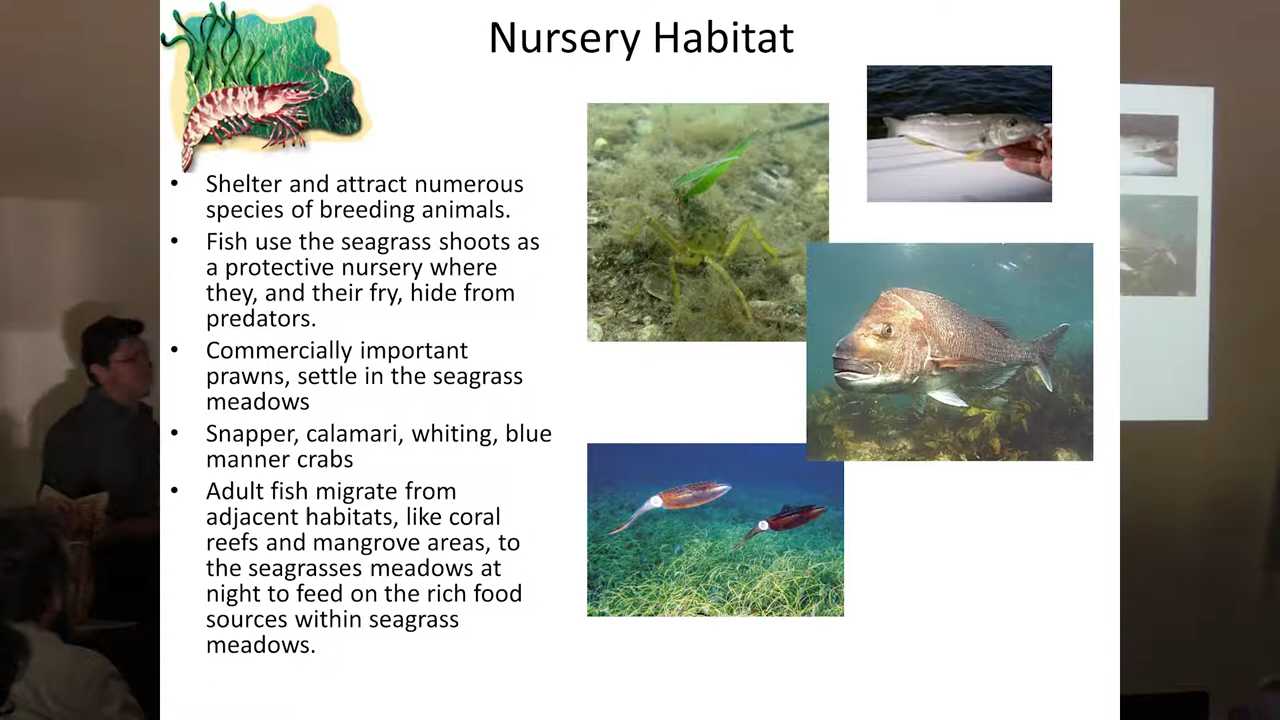 Nursery Habitat
• Shelter and attract numerous
species of breeding animals.
• Fish use the seagrass shoots as
a protective nursery where
they, and their fry, hide from
predators.
• Commercially important
prawns, settle in the seagrass
meadows
• Snapper, calamari, whiting, blue
manner crabs
• Adult fish migrate from
adjacent habitats, like coral
reefs and mangrove areas, to
the seagrasses meadows at
night to feed on the rich food
sources within seagrass
meadows.